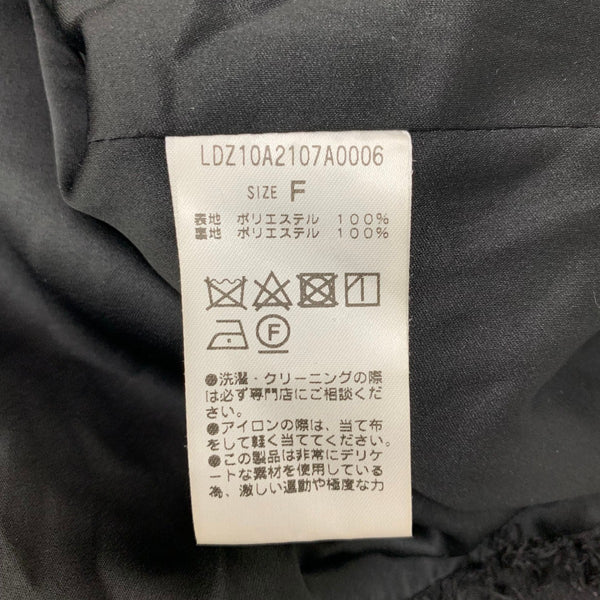 LDZ10A2107A0006
SIZE F
表地 ポリエステル 100%
裏地 ポリエステル 100%
F
●洗濯・クリーニングの際
は必ず専門店にご相談くだ
さい。
●アイロンの際は、当て布
をして軽く当ててください。
●この製品は非常にデリケ
ートな素材を使用している
為、激しい運動や極度な力